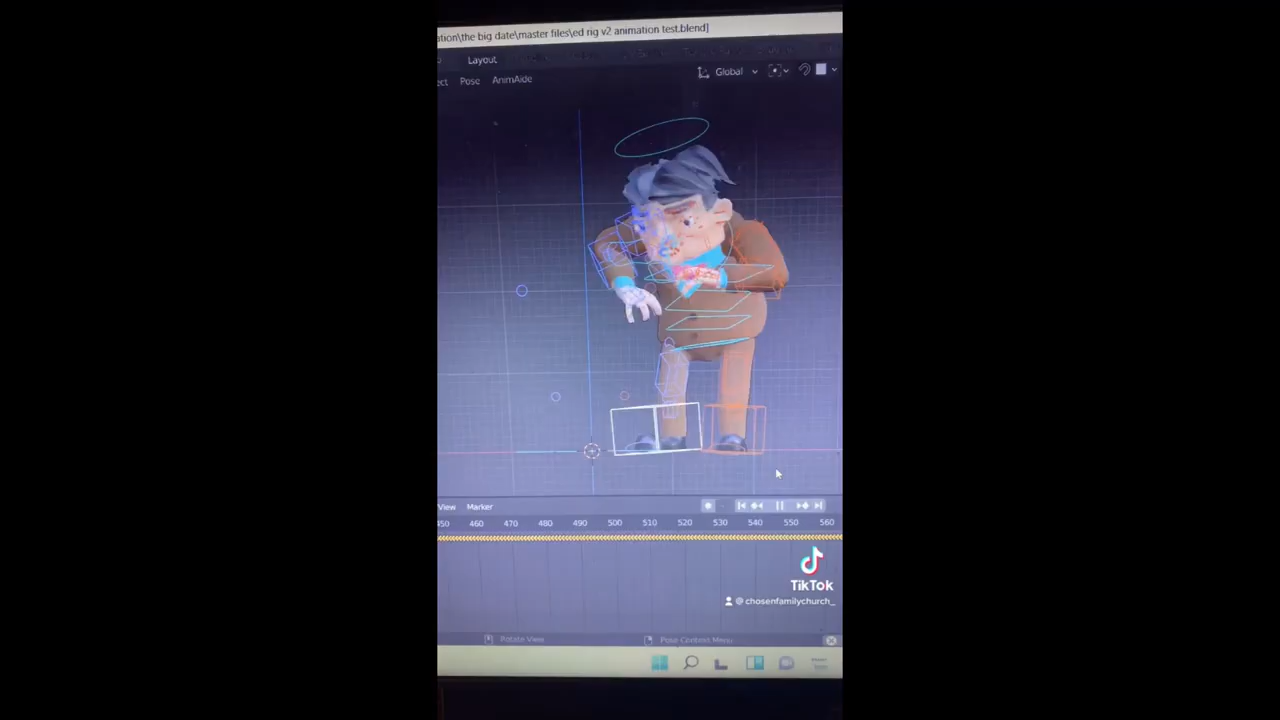 ation\the big date\master files\ed rig v2 animation test.blend]
Layout
ect Pose AnimAide
Global
View Marker
450 460 470 480 490 500 510 520 530 540 550 560
TikTok
@ chosenfamilychurch_
Rotate View Pose Context Menu